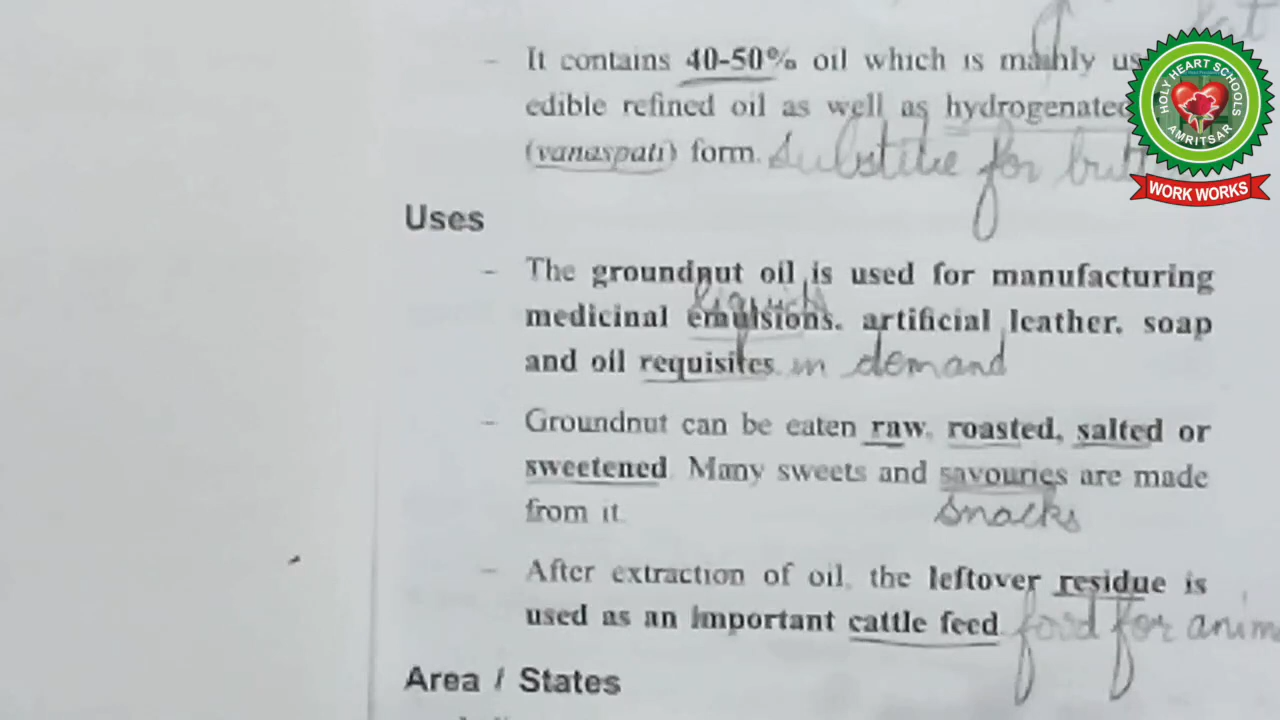 - It contains 40-50% oil which is mainly us
edible refined oil as well as hydrogenated
(vanaspati) form. Substitue for butt
Uses
- The groundnut oil is used for manufacturing
liquids
medicinal emulsions, artificial leather, soap
and oil requisites. in demand
- Groundnut can be eaten raw, roasted, salted or
sweetened. Many sweets and savouries are made
from it. snacks
- After extraction of oil, the leftover residue is
used as an important cattle feed. food for anim
Area / States
HOLY HEART SCHOOLS
AMRITSAR
WORK WORKS